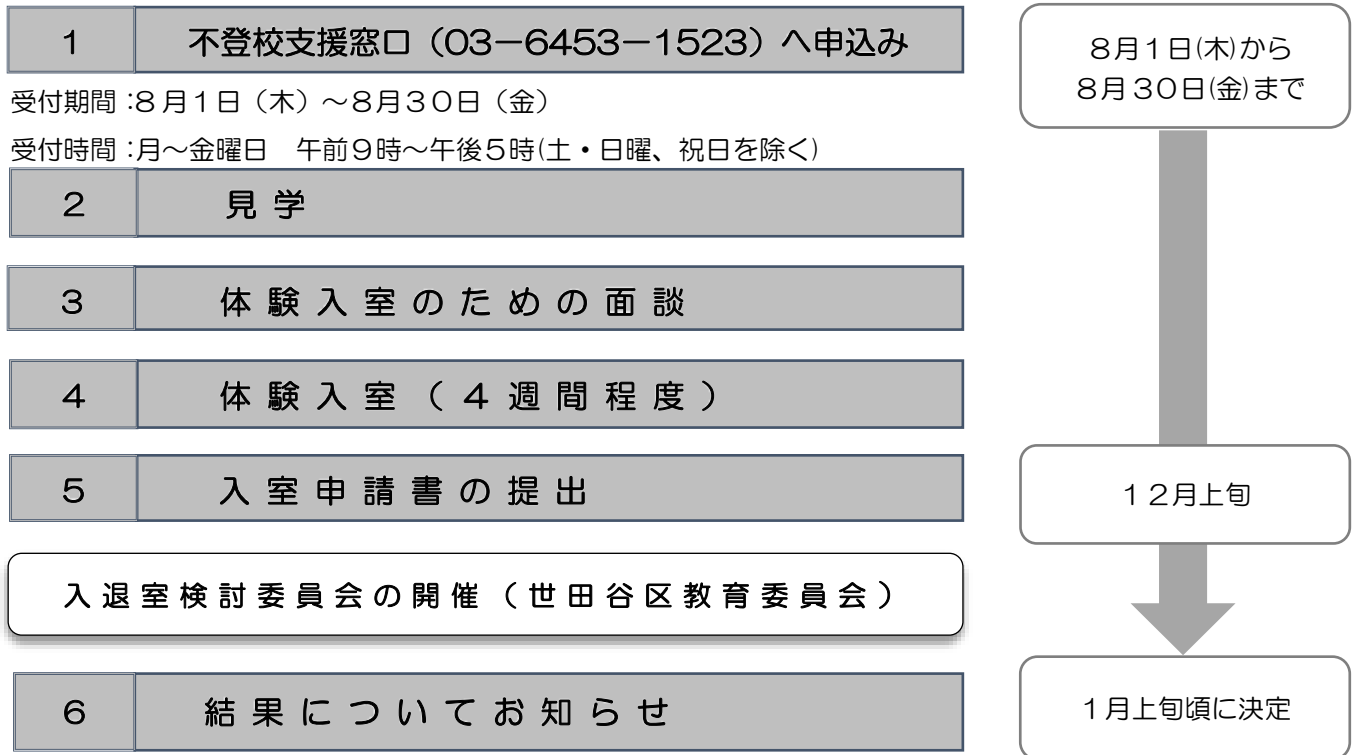 1 不登校支援窓口（03－6453－1523）へ申込み
8月1日(木)から
8月30日(金)まで
受付期間：8月1日（木）～8月30日（金）
受付時間：月～金曜日　午前9時～午後5時(土・日曜、祝日を除く)
2 見学
3 体験入室のための面談
4 体験入室（4週間程度）
5 入室申請書の提出
12月上旬
入退室検討委員会の開催（世田谷区教育委員会）
6 結果についてお知らせ
1月上旬頃に決定